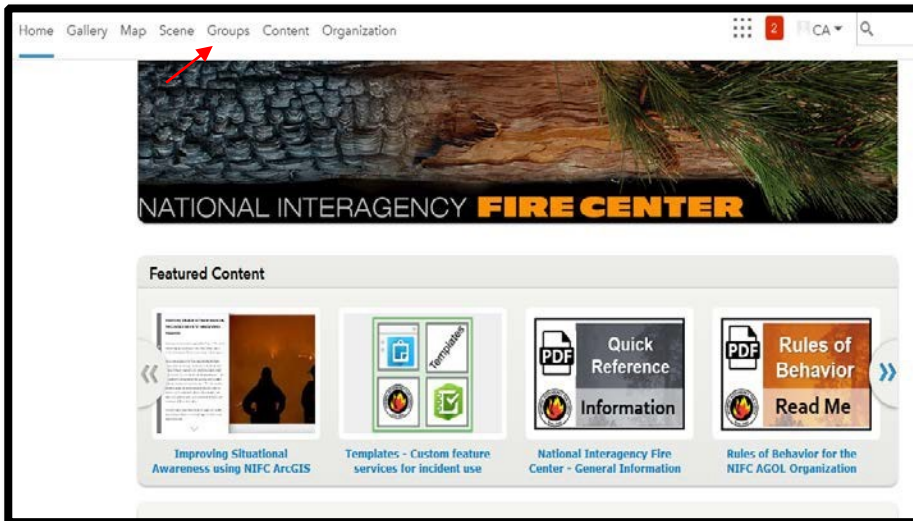 Home Gallery Map Scene Groups Content Organization 2 CA
NATIONAL INTERAGENCY FIRE CENTER
Featured Content
Templates
PDF Quick Reference Information
PDF Rules of Behavior Read Me
Improving Situational Awareness using NIFC ArcGIS
Templates - Custom feature services for incident use
National Interagency Fire Center - General Information
Rules of Behavior for the NIFC AGOL Organization